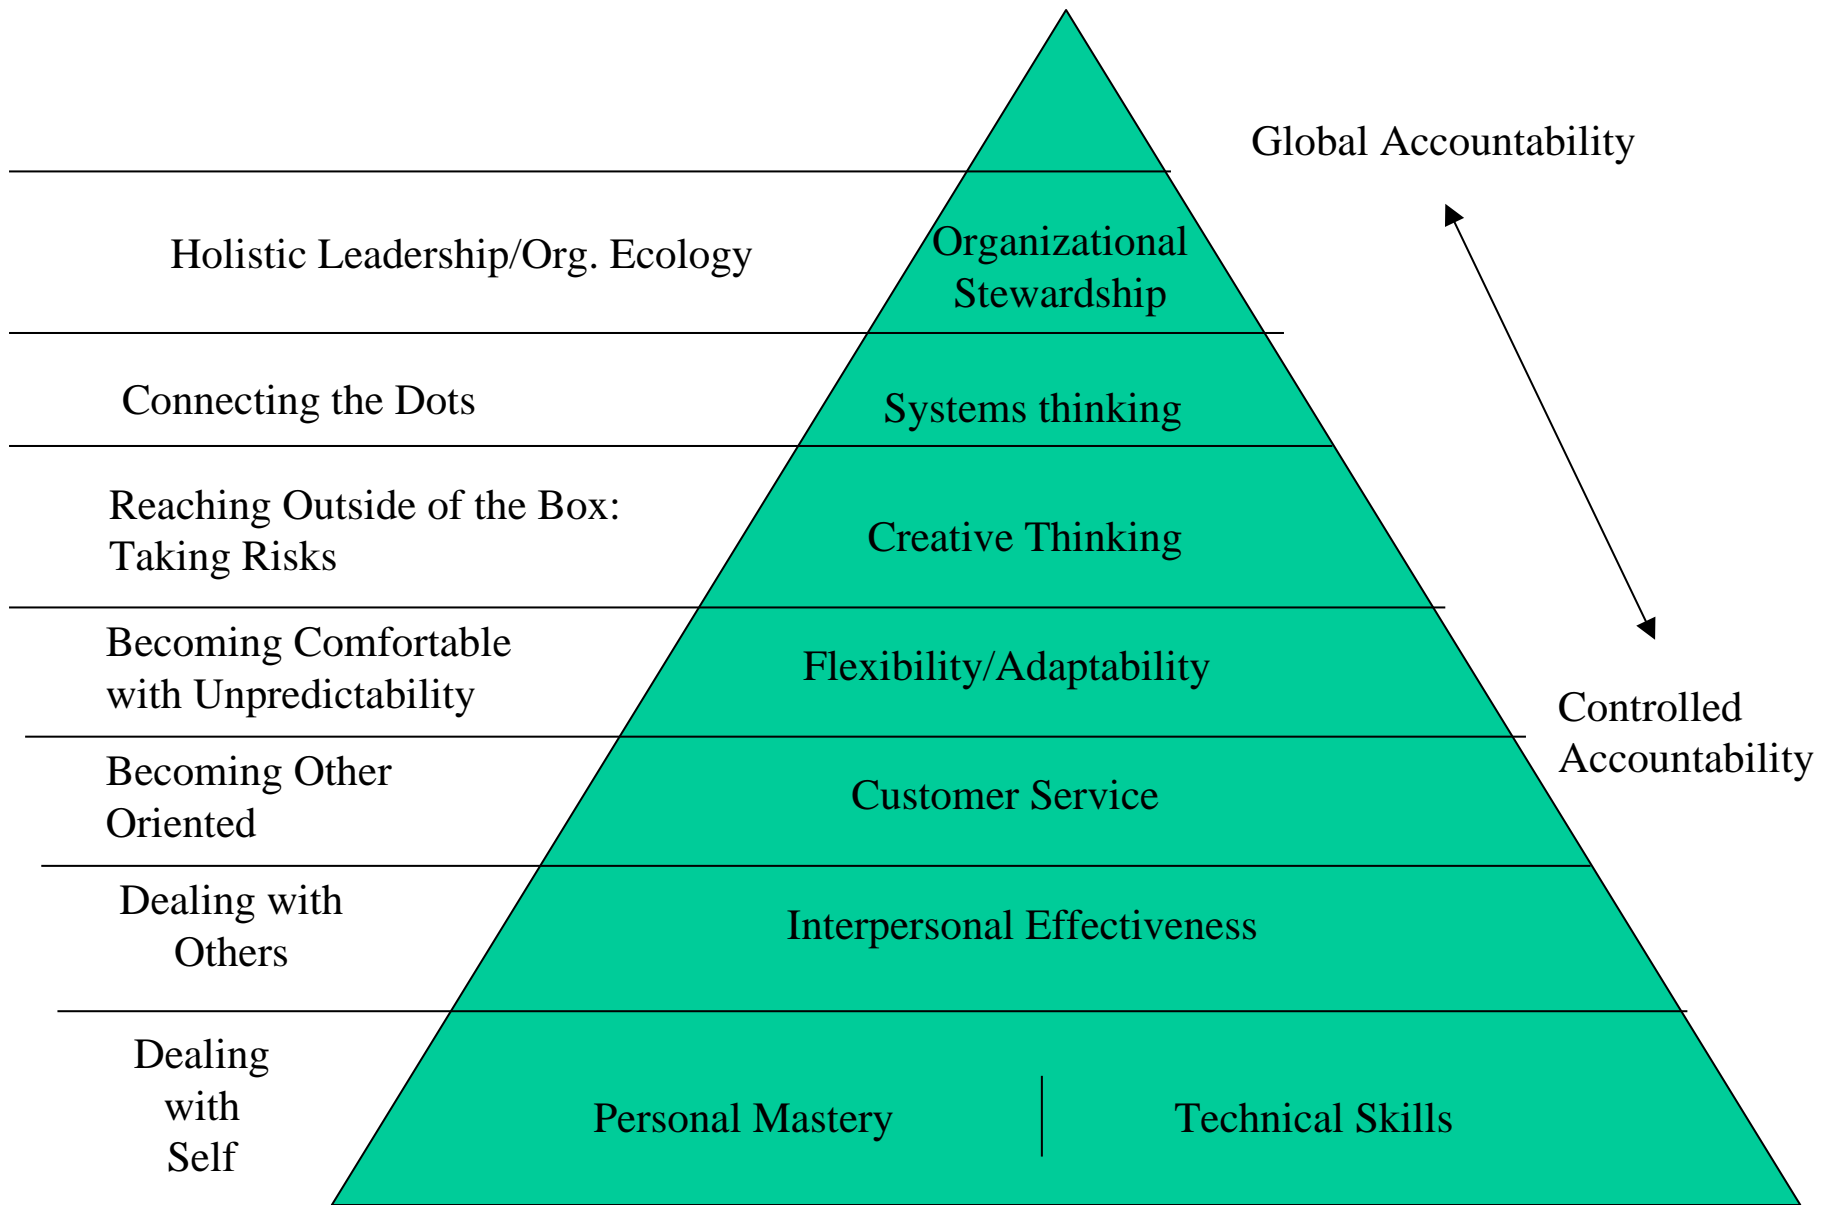 Global Accountability
Holistic Leadership/Org. Ecology
Organizational
Stewardship
Connecting the Dots
Systems thinking
Reaching Outside of the Box:
Taking Risks
Creative Thinking
Becoming Comfortable
with Unpredictability
Flexibility/Adaptability
Controlled
Accountability
Becoming Other
Oriented
Customer Service
Dealing with
Others
Interpersonal Effectiveness
Dealing
with
Self
Personal Mastery
Technical Skills